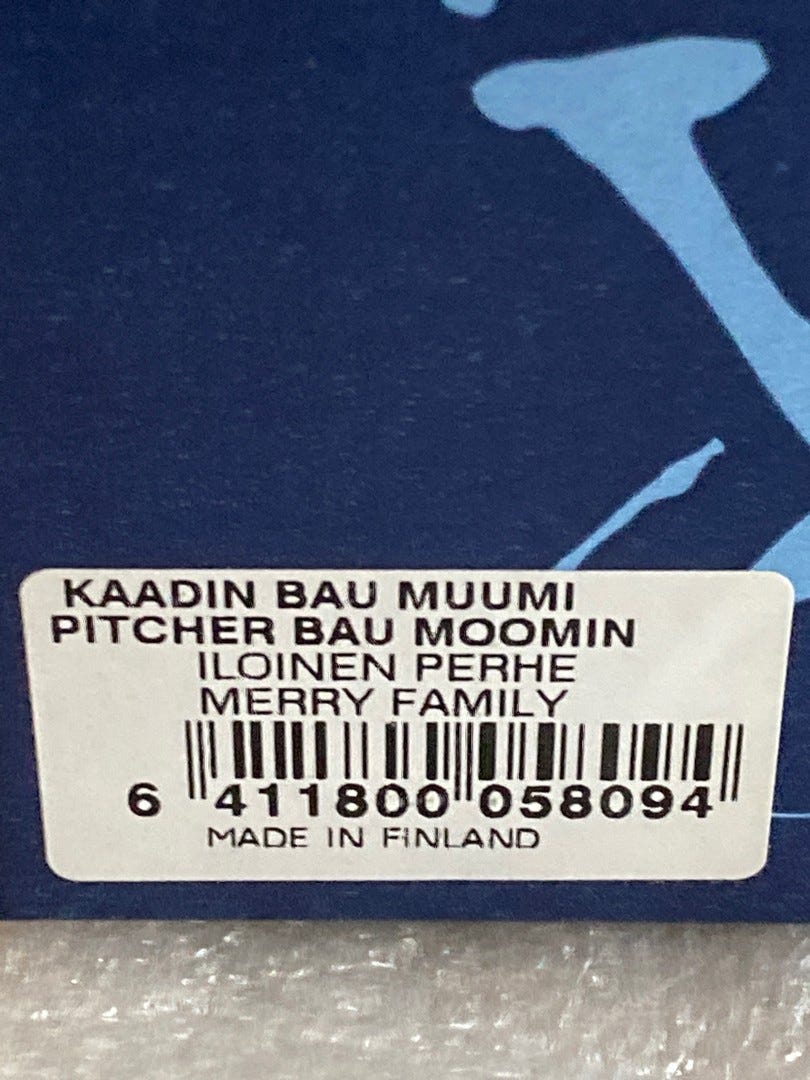 KAADIN BAU MUUMI
PITCHER BAU MOOMIN
ILOINEN PERHE
MERRY FAMILY
6 411800 058094
MADE IN FINLAND